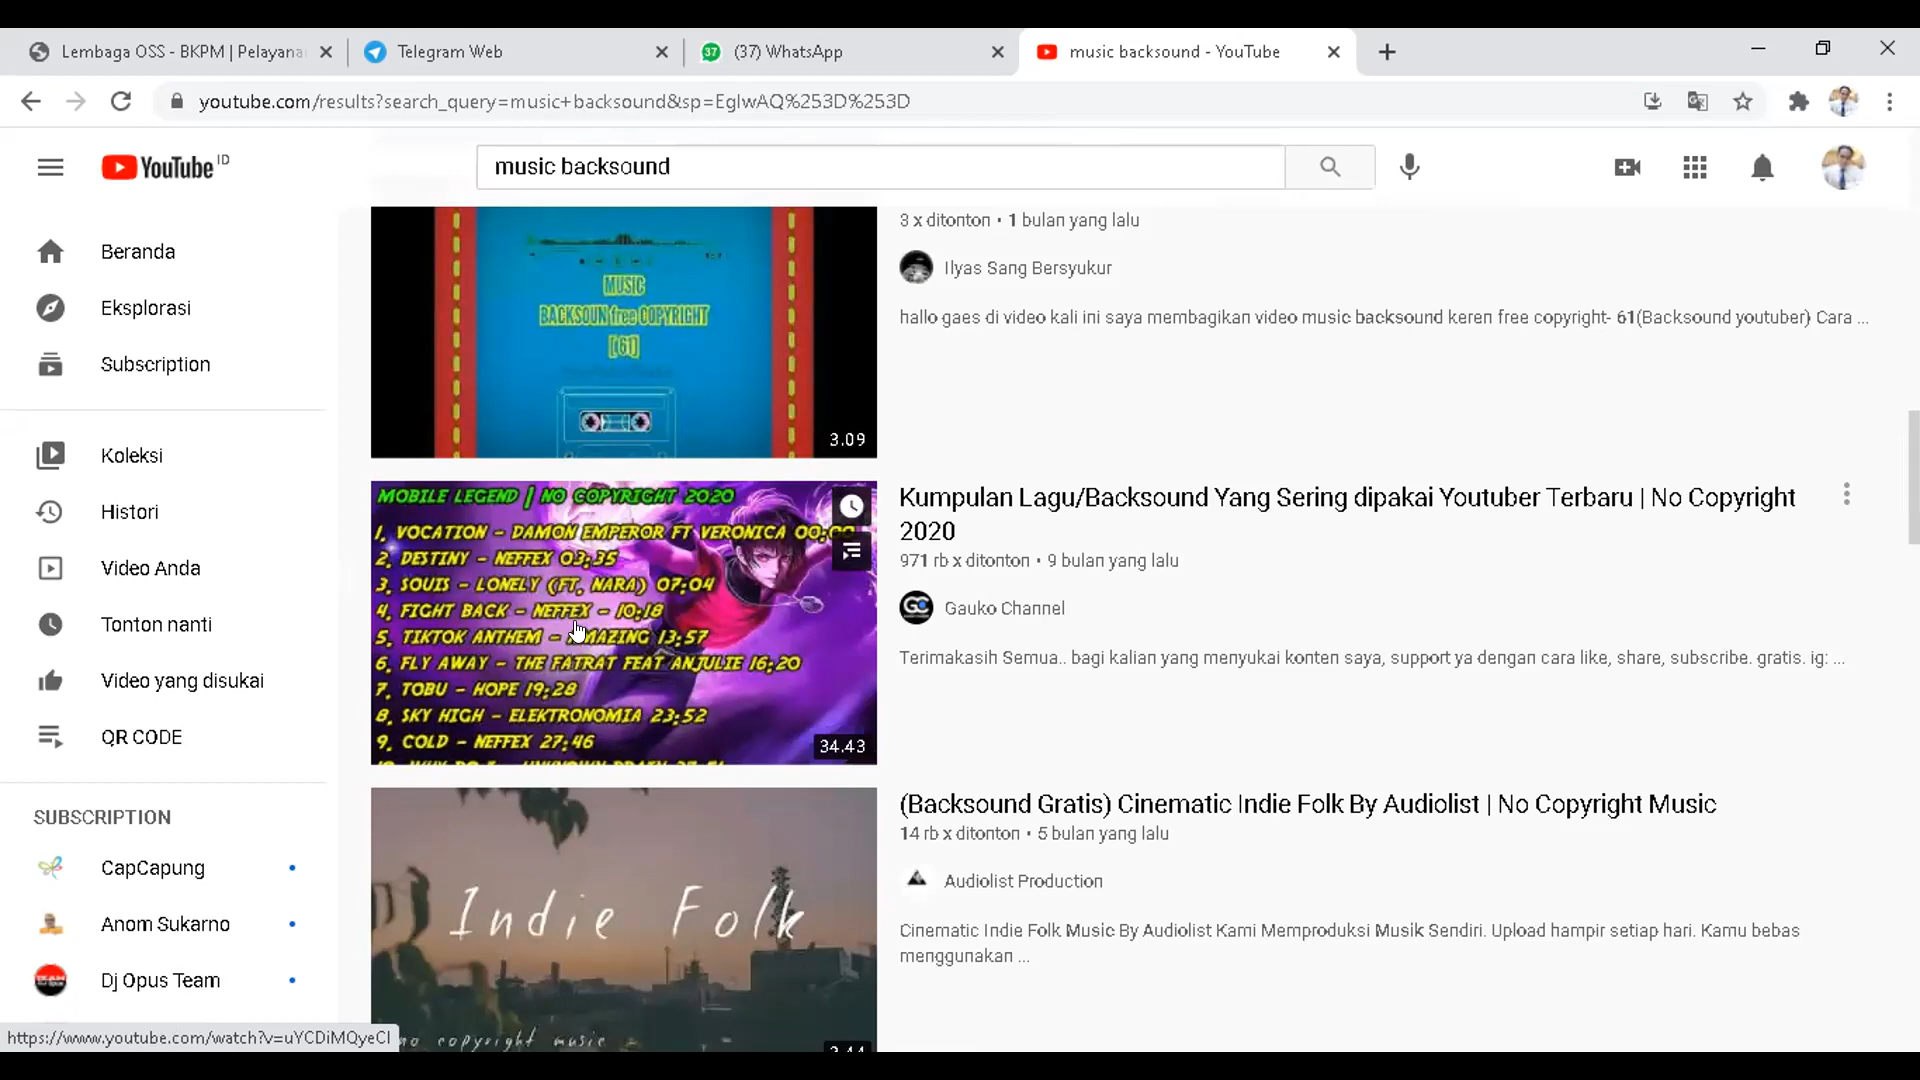 Lembaga OSS - BKPM | Pelayana
Telegram Web
37
(37) WhatsApp
music backsound - YouTube
youtube.com/results?search_query=music+backsound&sp=EgIwAQ%253D%253D
YouTube ID
music backsound
Beranda
Eksplorasi
Subscription
Koleksi
Histori
Video Anda
Tonton nanti
Video yang disukai
QR CODE
SUBSCRIPTION
CapCapung
Anom Sukarno
Dj Opus Team
MUSIC
BACKSOUN free COPYRIGHT
[61]
3.09
3 x ditonton • 1 bulan yang lalu
Ilyas Sang Bersyukur
hallo gaes di video kali ini saya membagikan video music backsound keren free copyright- 61(Backsound youtuber) Cara ...
MOBILE LEGEND | NO COPYRIGHT 2020
1. VOCATION - DAMON EMPEROR FT VERONICA 00:00
2. DESTINY - NEFFEX 03:35
3. SOUIS - LONELY (FT. NARA) 07:04
4. FIGHT BACK - NEFFEX - 10:18
5. TIKTOK ANTHEM - AMAZING 13:57
6. FLY AWAY - THE FATRAT FEAT ANJULIE 16;20
7. TOBU - HOPE 19:28
8. SKY HIGH - ELEKTRONOMIA 23:52
9. COLD - NEFFEX 27:46
34.43
Kumpulan Lagu/Backsound Yang Sering dipakai Youtuber Terbaru | No Copyright
2020
971 rb x ditonton • 9 bulan yang lalu
GC
Gauko Channel
Terimakasih Semua.. bagi kalian yang menyukai konten saya, support ya dengan cara like, share, subscribe. gratis. ig: ...
Indie Folk
no copyright music
3.44
(Backsound Gratis) Cinematic Indie Folk By Audiolist | No Copyright Music
14 rb x ditonton • 5 bulan yang lalu
Audiolist Production
Cinematic Indie Folk Music By Audiolist Kami Memproduksi Musik Sendiri. Upload hampir setiap hari. Kamu bebas
menggunakan ...
https://www.youtube.com/watch?v=uYCDiMQyeCI